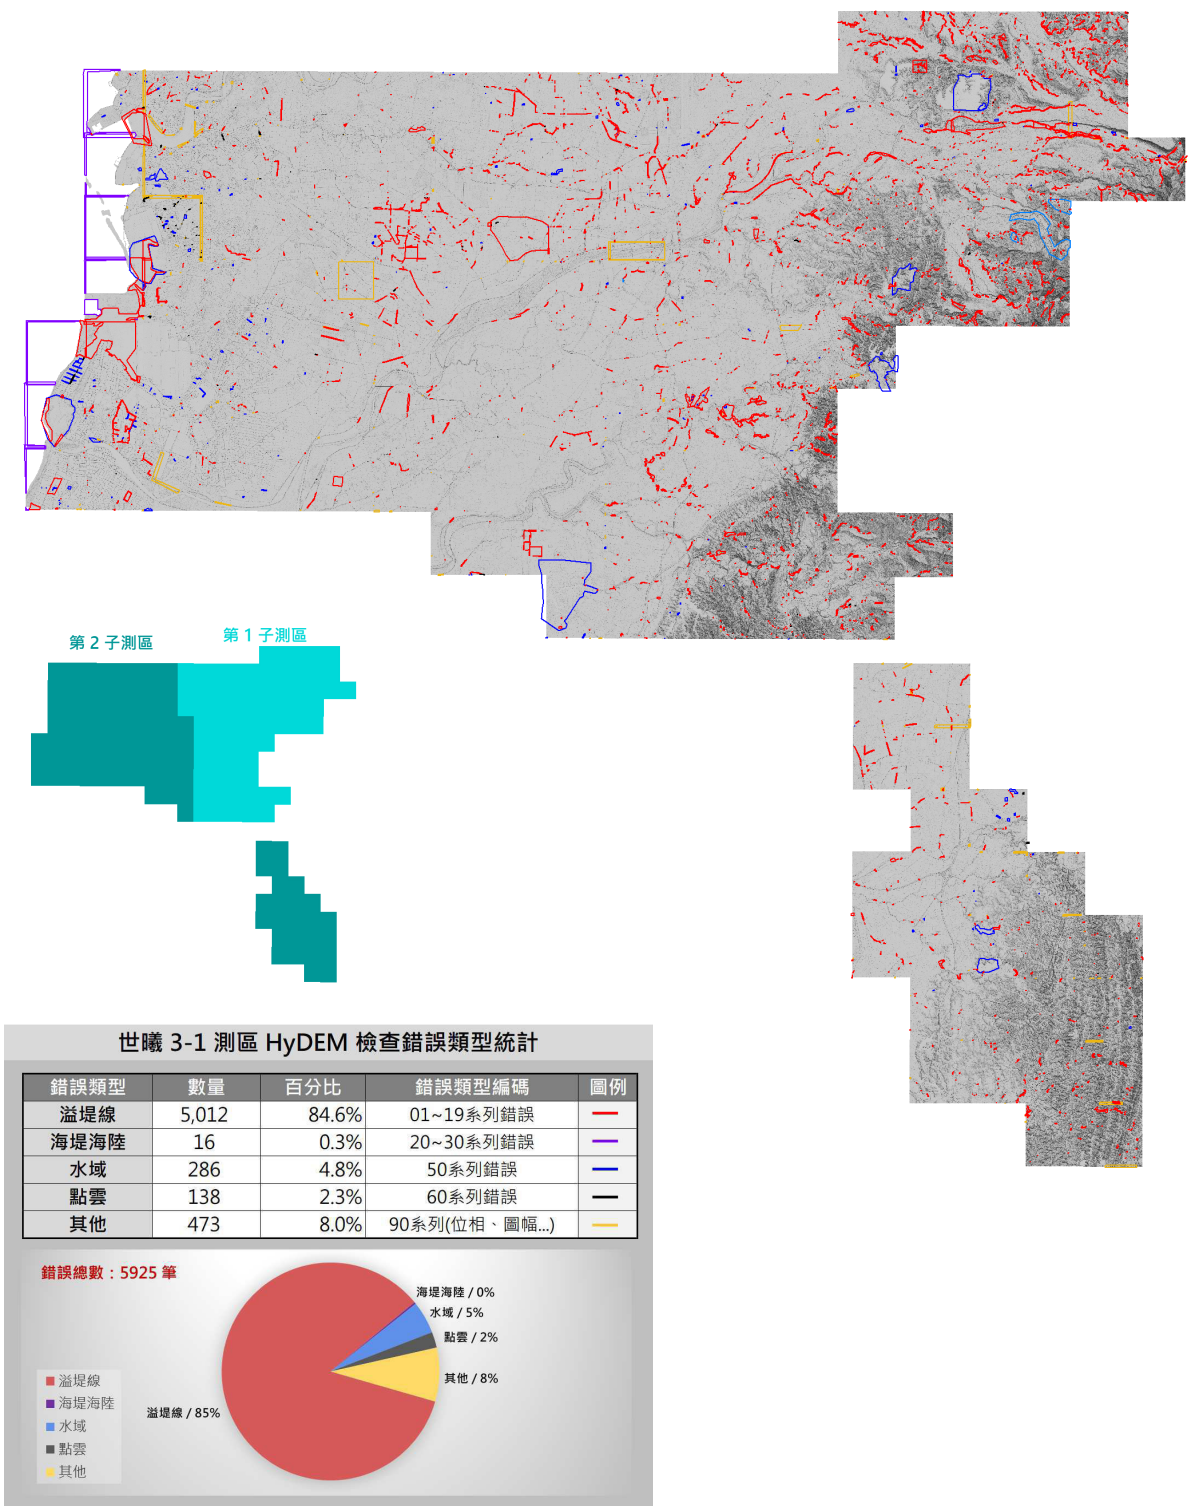 第 2 子測區
第 1 子測區
世曦 3-1 測區 HyDEM 檢查錯誤類型統計
錯誤類型 數量 百分比 錯誤類型編碼 圖例
溢堤線 5,012 84.6% 01~19系列錯誤
海堤海陸 16 0.3% 20~30系列錯誤
水域 286 4.8% 50系列錯誤
點雲 138 2.3% 60系列錯誤
其他 473 8.0% 90系列(位相、圖幅...)
錯誤總數：5925 筆
海堤海陸 / 0%
水域 / 5%
點雲 / 2%
其他 / 8%
溢堤線 / 85%
溢堤線
海堤海陸
水域
點雲
其他